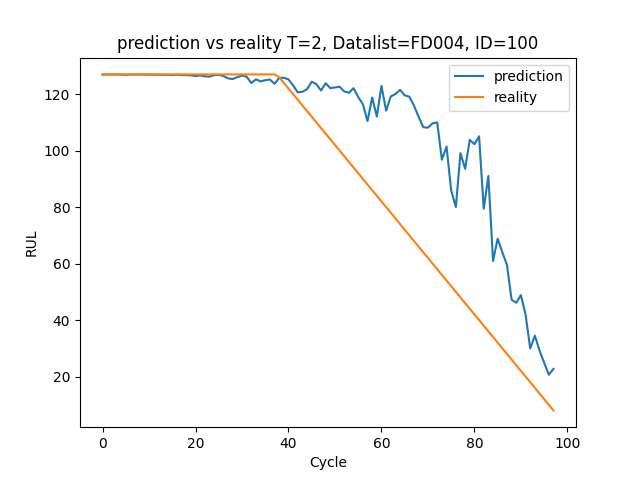 prediction vs reality T=2, Datalist=FD004, ID=100
prediction
reality
120
100
80
60
40
20
RUL
0 20 40 60 80 100
Cycle